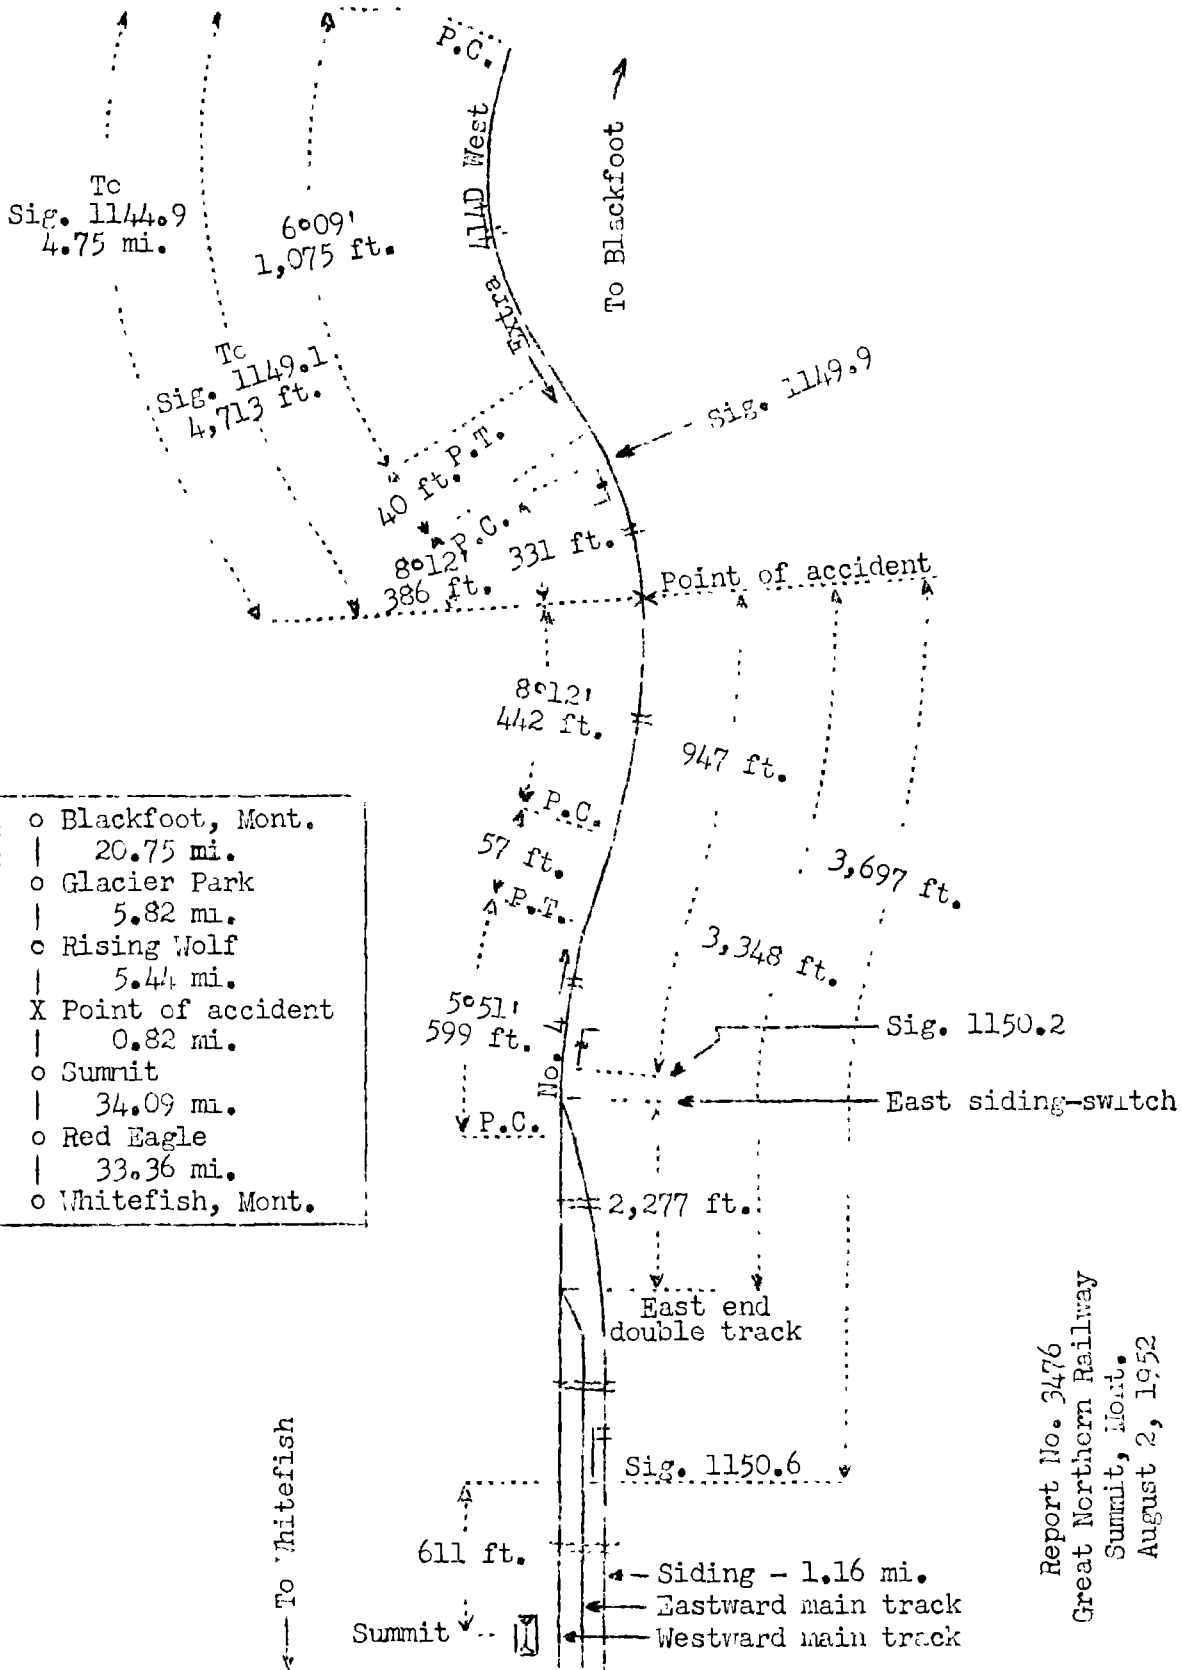 P.C.
To Blackfoot
Extra 414D West
To
Sig. 1144.9
4.75 mi.
6°09'
1,075 ft.
To
Sig. 1149.1
4,713 ft.
Sig. 1149.9
P.T.
40 ft.
P.C.
8°12'
386 ft.
331 ft.
Point of accident
8°12'
442 ft.
947 ft.
P.C.
57 ft.
P.T.
3,697 ft.
3,348 ft.
Blackfoot, Mont.
20.75 mi.
Glacier Park
5.82 mi.
Rising Wolf
5.44 mi.
X Point of accident
0.82 mi.
Summit
34.09 mi.
Red Eagle
33.36 mi.
Whitefish, Mont.
5°51'
599 ft.
No. 4
Sig. 1150.2
East siding-switch
P.C.
2,277 ft.
East end
double track
Sig. 1150.6
To Whitefish
611 ft.
Siding - 1.16 mi.
Eastward main track
Westward main track
Summit
Report No. 3476
Great Northern Railway
Summit, Mont.
August 2, 1952